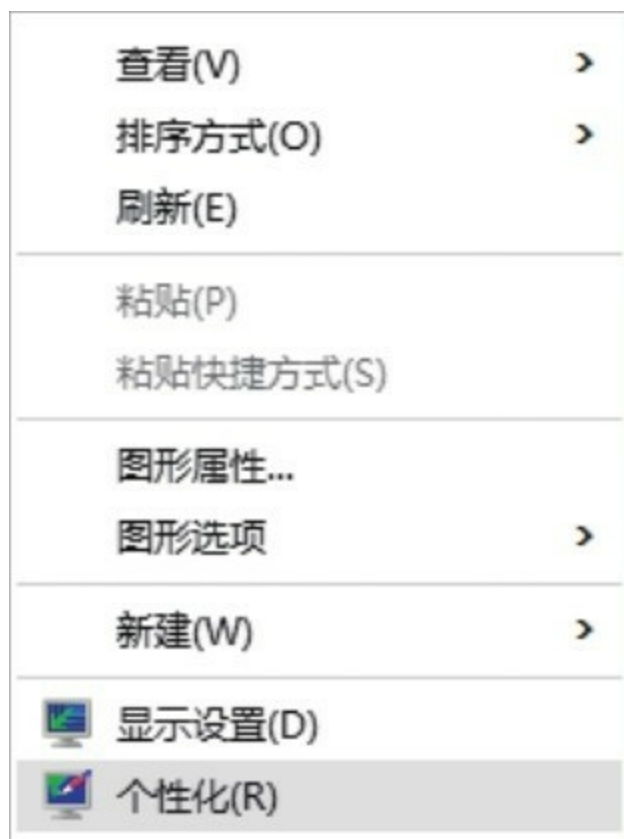 查看(V)
排序方式(O)
刷新(E)
粘贴(P)
粘贴快捷方式(S)
图形属性...
图形选项
新建(W)
显示设置(D)
个性化(R)